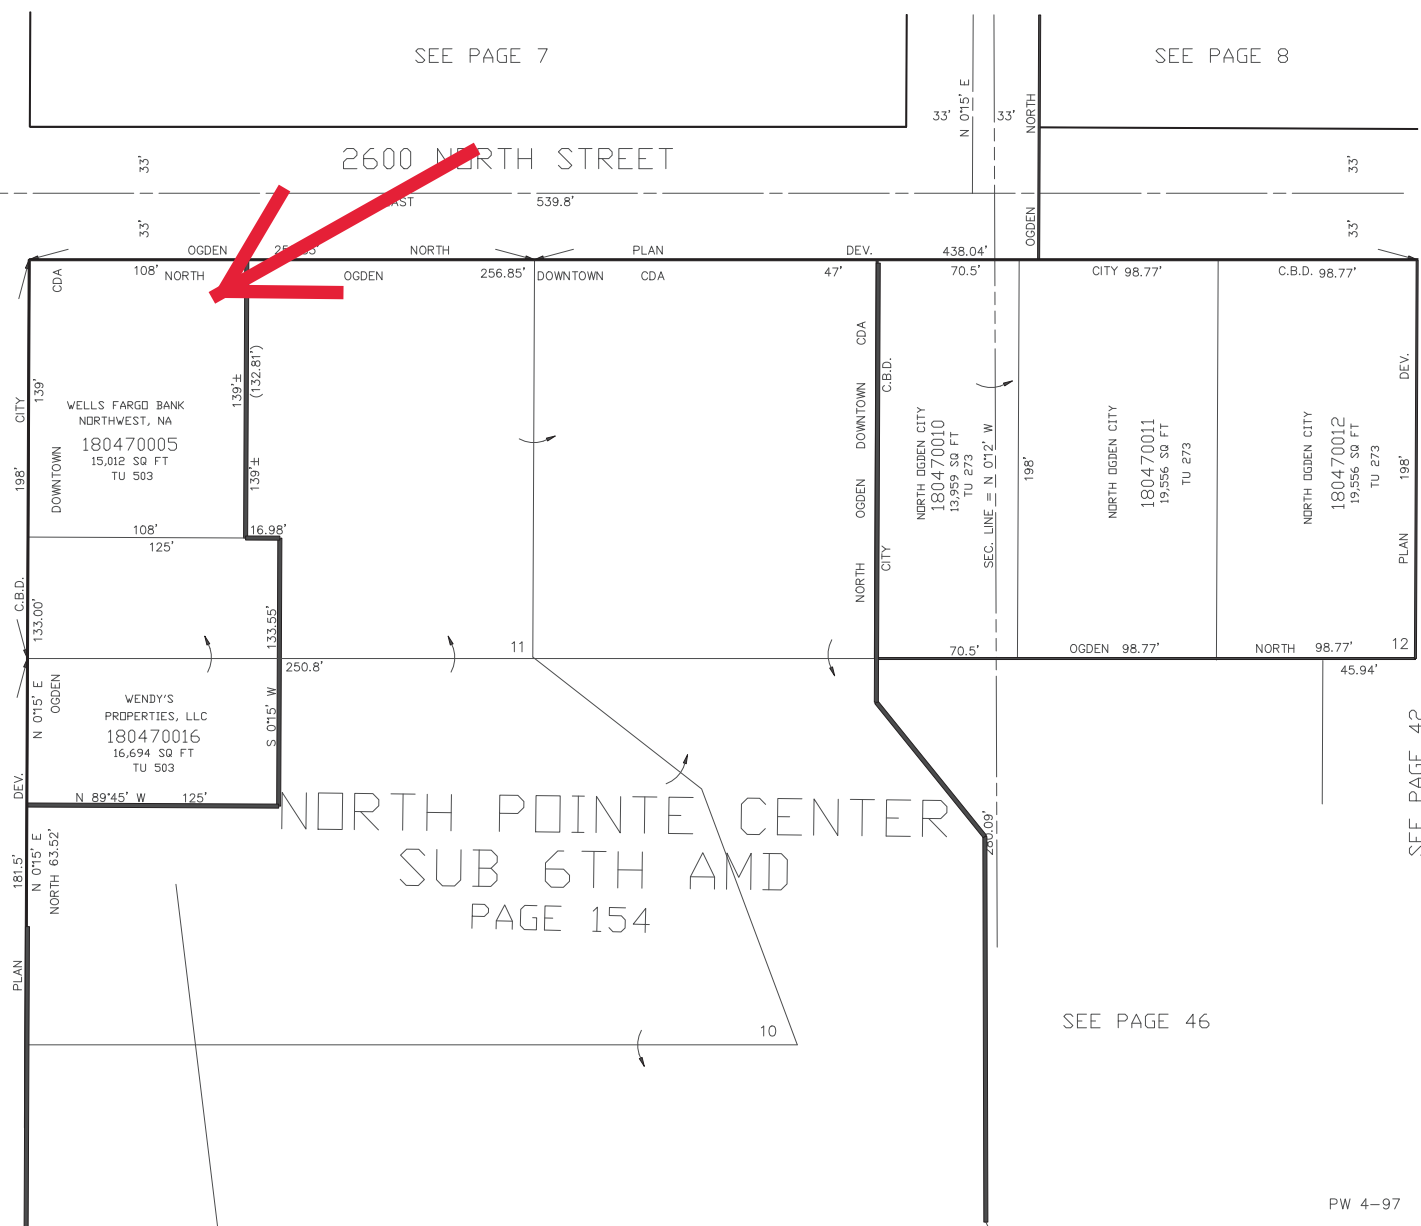 SEE PAGE 7
SEE PAGE 8
N 0°15' E
33'
33'
NORTH
2600 NORTH STREET
33'
33'
539.8'
33'
33'
OGDEN
OGDEN
NORTH
PLAN
DEV.
438.04'
108'
NORTH
OGDEN
256.85'
DOWNTOWN
CDA
47'
70.5'
CITY 98.77'
C.B.D. 98.77'
CDA
139'
CITY
198'
DOWNTOWN
C.B.D.
WELLS FARGO BANK
NORTHWEST, NA
180470005
15,012 SQ FT
TU 503
139'±
(132.81')
139'±
108'
125'
16.98'
CDA
DOWNTOWN
OGDEN
NORTH
C.B.D.
CITY
NORTH OGDEN CITY
180470010
13,959 SQ FT
TU 273
SEC. LINE = N 0°12' W
198'
NORTH OGDEN CITY
180470011
19,556 SQ FT
TU 273
NORTH OGDEN CITY
180470012
19,556 SQ FT
TU 273
DEV.
198'
PLAN
133.00'
133.55'
11
70.5'
OGDEN 98.77'
NORTH 98.77'
12
250.8'
45.94'
N 0°15' E
OGDEN
WENDY'S
PROPERTIES, LLC
180470016
16,694 SQ FT
TU 503
S 0°15' W
DEV.
N 89°45' W
125'
SEE PAGE 42
NORTH POINTE CENTER
SUB 6TH AMD
PAGE 154
181.5'
N 0°15' E
NORTH 63.52'
280.09'
PLAN
10
SEE PAGE 46
PW 4-97